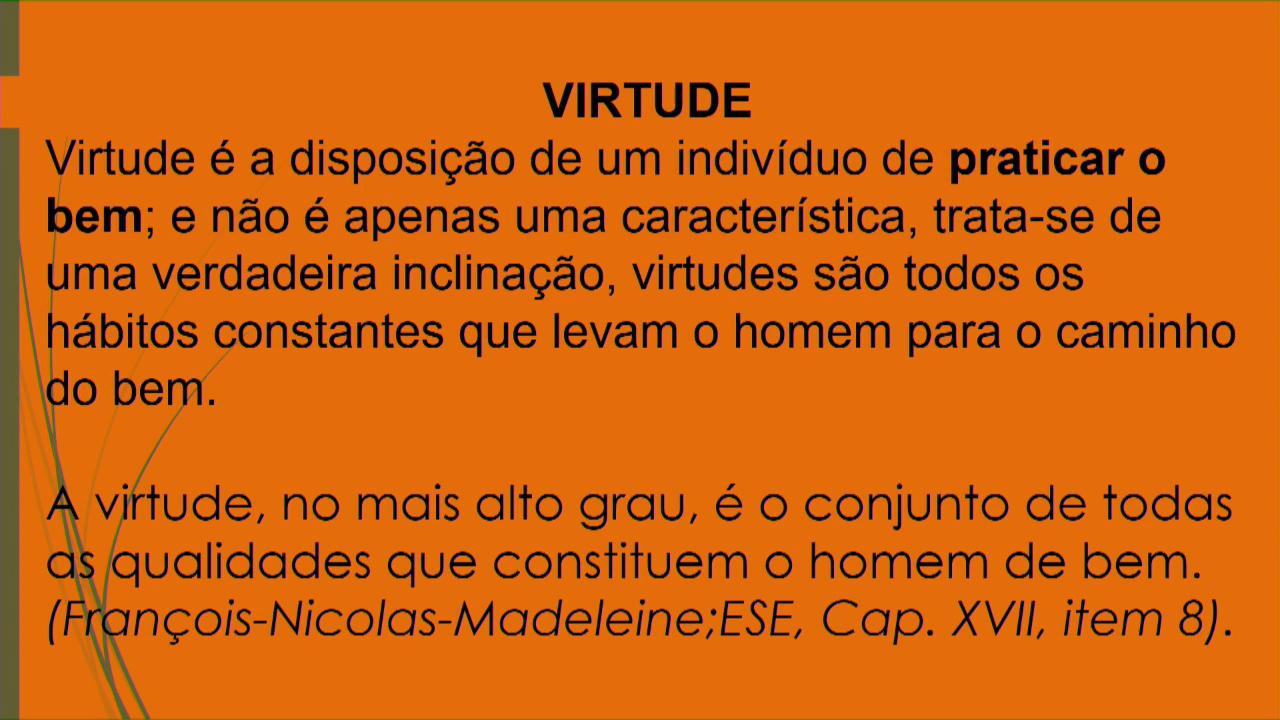 VIRTUDE
Virtude é a disposição de um indivíduo de praticar o
bem; e não é apenas uma característica, trata-se de
uma verdadeira inclinação, virtudes são todos os
hábitos constantes que levam o homem para o caminho
do bem.
A virtude, no mais alto grau, é o conjunto de todas
as qualidades que constituem o homem de bem.
(François-Nicolas-Madeleine;ESE, Cap. XVII, item 8).